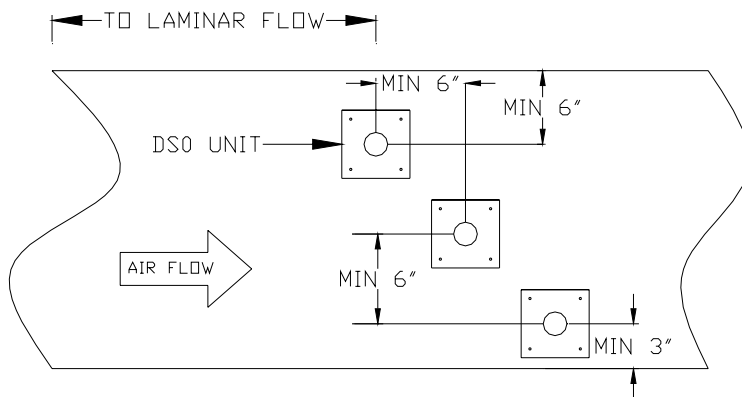 TO LAMINAR FLOW
MIN 6″
MIN 6″
DSO UNIT
AIR FLOW
MIN 6″
MIN 3″